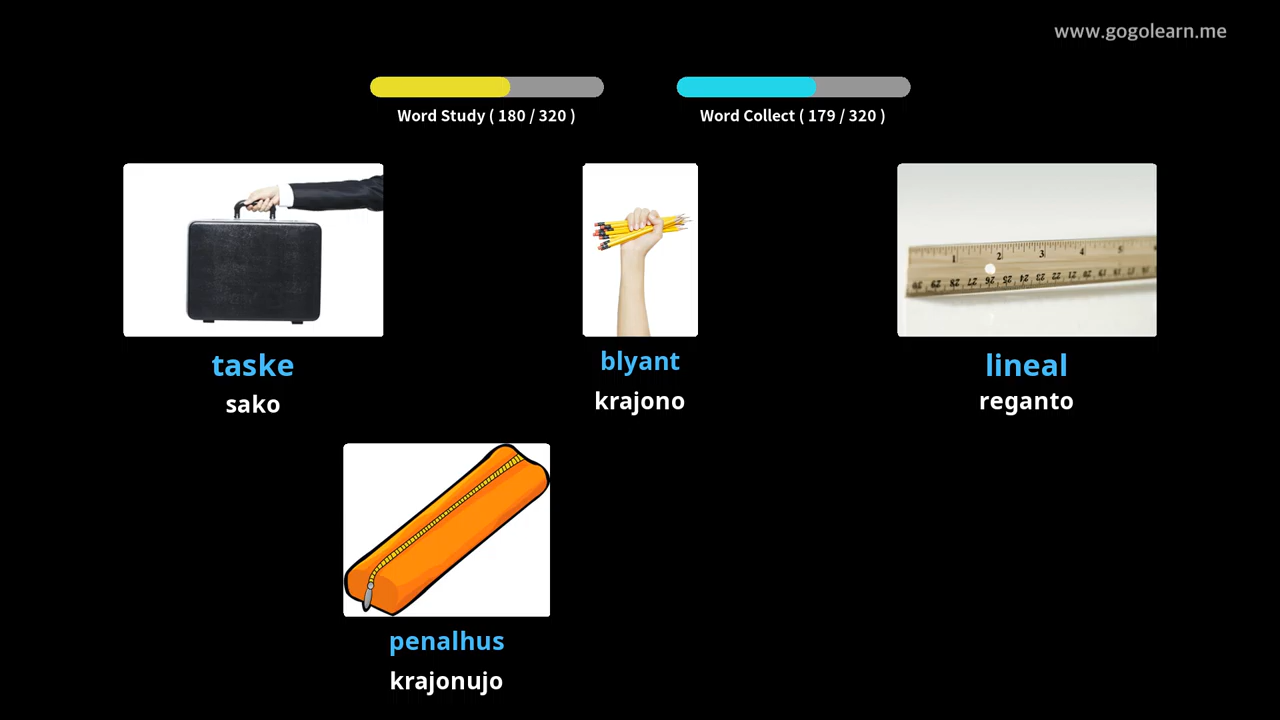 www.gogolearn.me
Word Study ( 180 / 320 )
Word Collect ( 179 / 320 )
taske
sako
blyant
krajono
lineal
reganto
penalhus
krajonujo